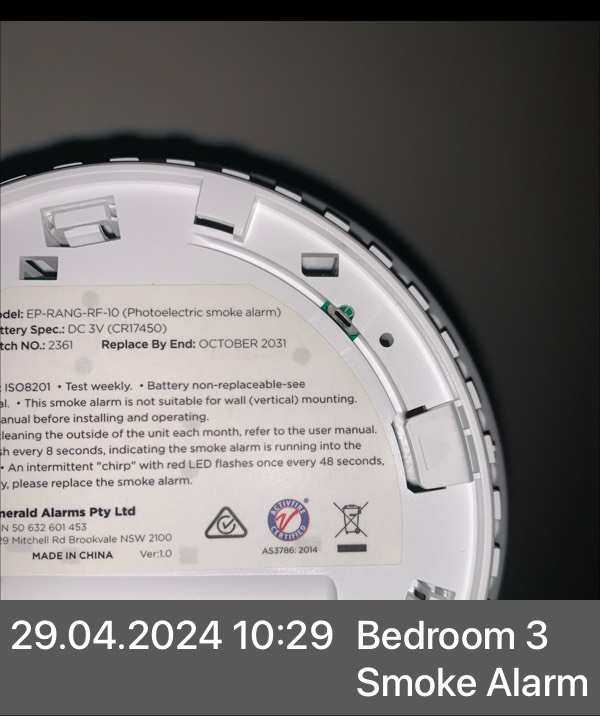 odel: EP-RANG-RF-10 (Photoelectric smoke alarm)
ttery Spec.: DC 3V (CR17450)
tch NO.: 2361 Replace By End: OCTOBER 2031
ISO8201 • Test weekly. • Battery non-replaceable-see
al. • This smoke alarm is not suitable for wall (vertical) mounting.
anual before installing and operating.
leaning the outside of the unit each month, refer to the user manual.
sh every 8 seconds, indicating the smoke alarm is running into the
• An intermittent "chirp" with red LED flashes once every 48 seconds,
y, please replace the smoke alarm.
nerald Alarms Pty Ltd
N 50 632 601 453
29 Mitchell Rd Brookvale NSW 2100
MADE IN CHINA Ver:1.0
ACTIVFIRE
CERTIFIED
AS3786: 2014
29.04.2024 10:29 Bedroom 3
Smoke Alarm